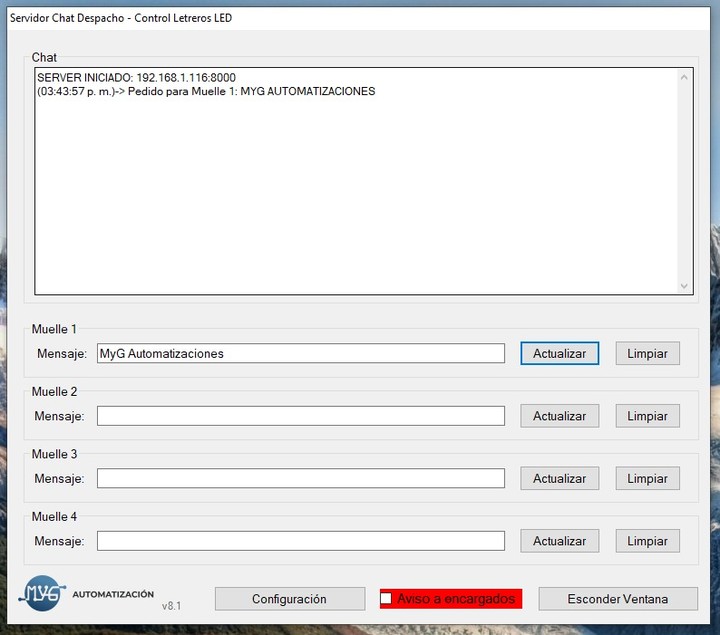 Servidor Chat Despacho - Control Letreros LED
Chat
SERVER INICIADO: 192.168.1.116:8000
(03:43:57 p. m.)-> Pedido para Muelle 1: MYG AUTOMATIZACIONES
Muelle 1
Mensaje: MyG Automatizaciones Actualizar Limpiar
Muelle 2
Mensaje: Actualizar Limpiar
Muelle 3
Mensaje: Actualizar Limpiar
Muelle 4
Mensaje: Actualizar Limpiar
MYG AUTOMATIZACIÓN v8.1 Configuración Aviso a encargados Esconder Ventana